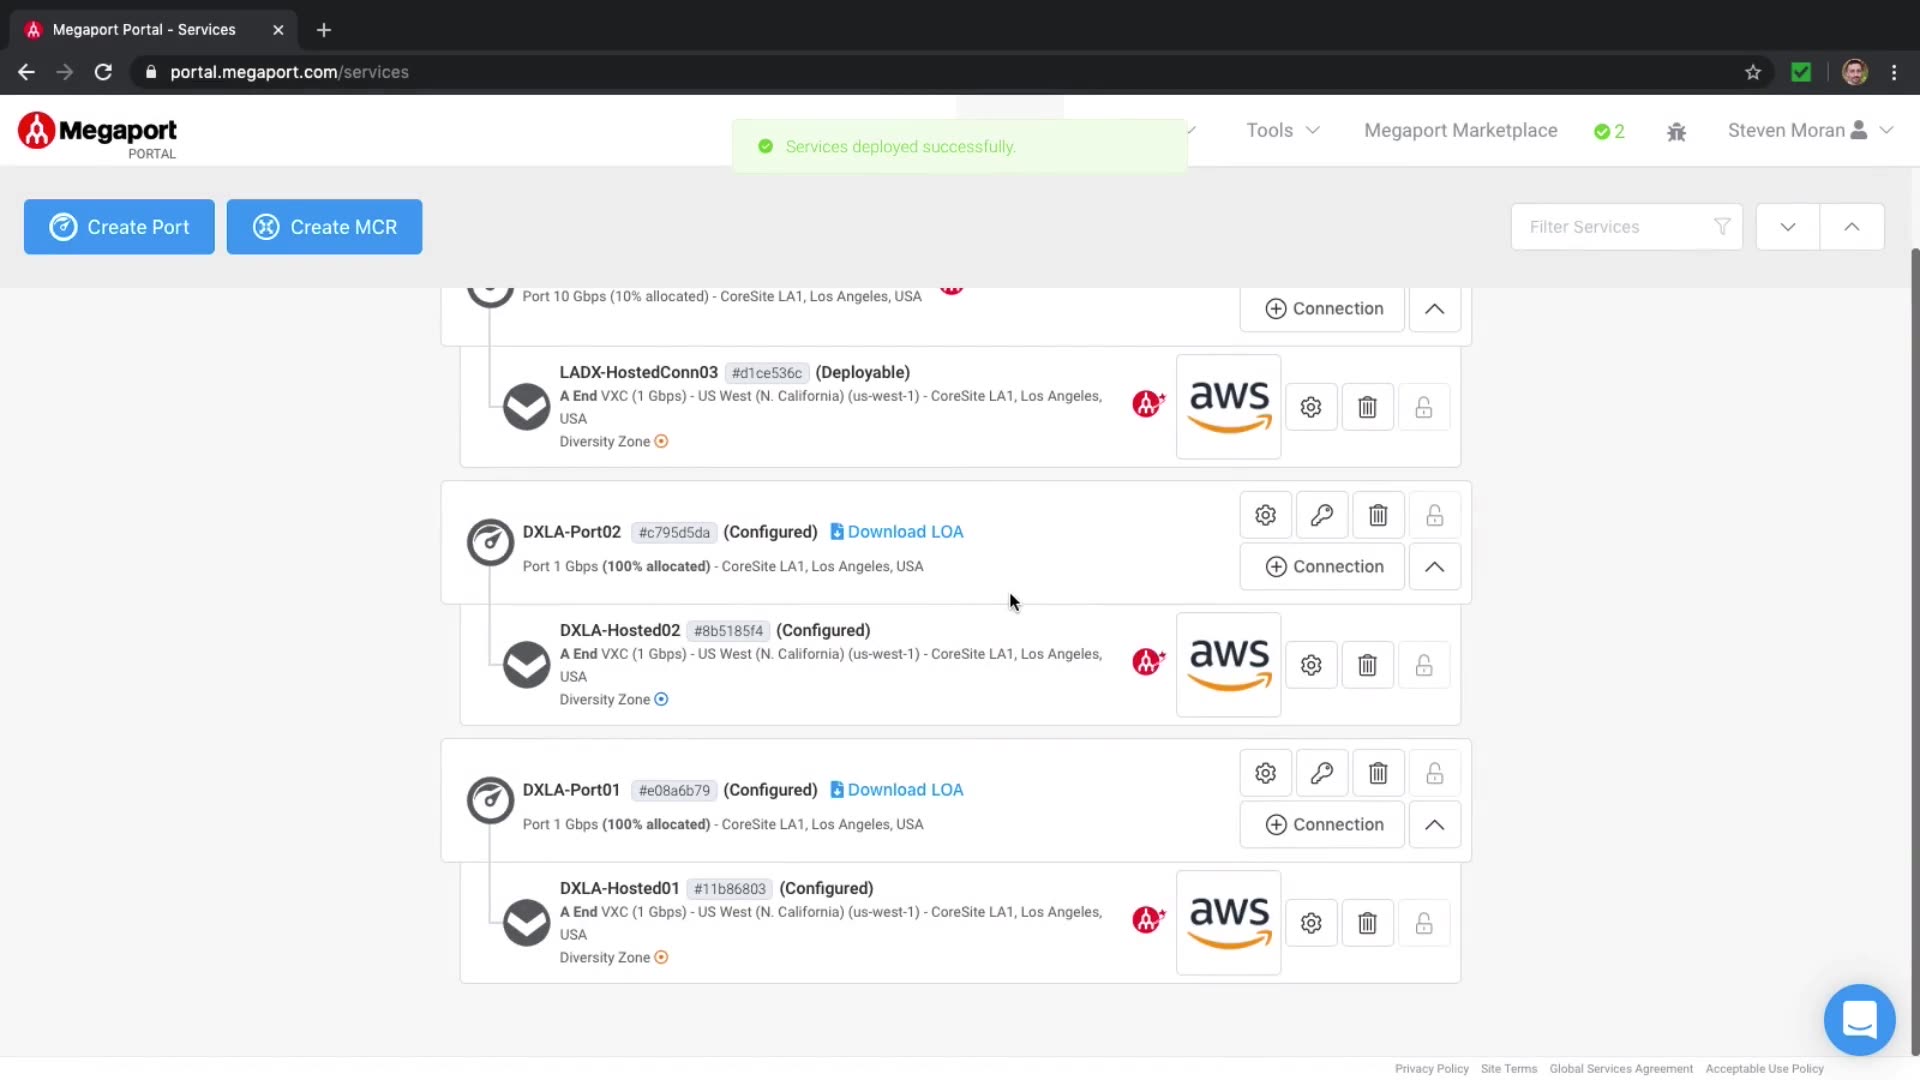 Megaport Portal - Services
portal.megaport.com/services
Megaport
PORTAL
Services deployed successfully.
Tools
Megaport Marketplace
2
Steven Moran
Create Port
Create MCR
Filter Services
Port 10 Gbps (10% allocated) - CoreSite LA1, Los Angeles, USA
Connection
LADX-HostedConn03 #d1ce536c (Deployable)
A End VXC (1 Gbps) - US West (N. California) (us-west-1) - CoreSite LA1, Los Angeles,
USA
Diversity Zone
aws
DXLA-Port02 #c795d5da (Configured) Download LOA
Port 1 Gbps (100% allocated) - CoreSite LA1, Los Angeles, USA
Connection
DXLA-Hosted02 #8b5185f4 (Configured)
A End VXC (1 Gbps) - US West (N. California) (us-west-1) - CoreSite LA1, Los Angeles,
USA
Diversity Zone
aws
DXLA-Port01 #e08a6b79 (Configured) Download LOA
Port 1 Gbps (100% allocated) - CoreSite LA1, Los Angeles, USA
Connection
DXLA-Hosted01 #11b86803 (Configured)
A End VXC (1 Gbps) - US West (N. California) (us-west-1) - CoreSite LA1, Los Angeles,
USA
Diversity Zone
aws
Privacy Policy Site Terms Global Services Agreement Acceptable Use Policy